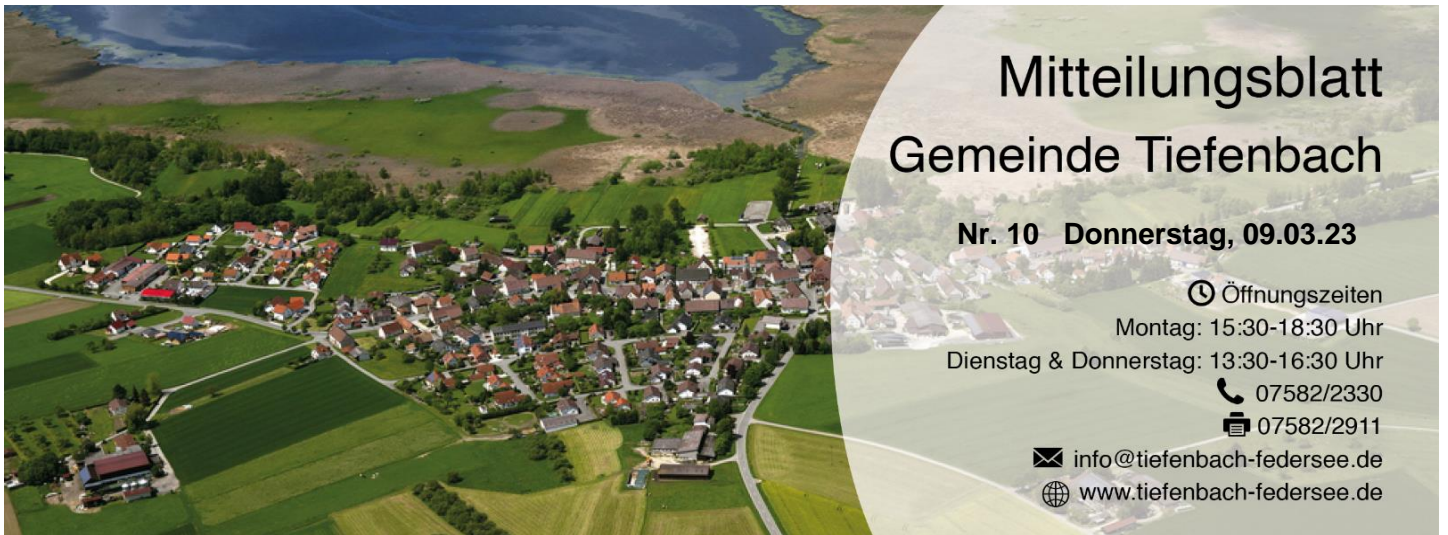 Mitteilungsblatt
Gemeinde Tiefenbach
Nr. 10 Donnerstag, 09.03.23
Öffnungszeiten
Montag: 15:30-18:30 Uhr
Dienstag & Donnerstag: 13:30-16:30 Uhr
07582/2330
07582/2911
info@tiefenbach-federsee.de
www.tiefenbach-federsee.de